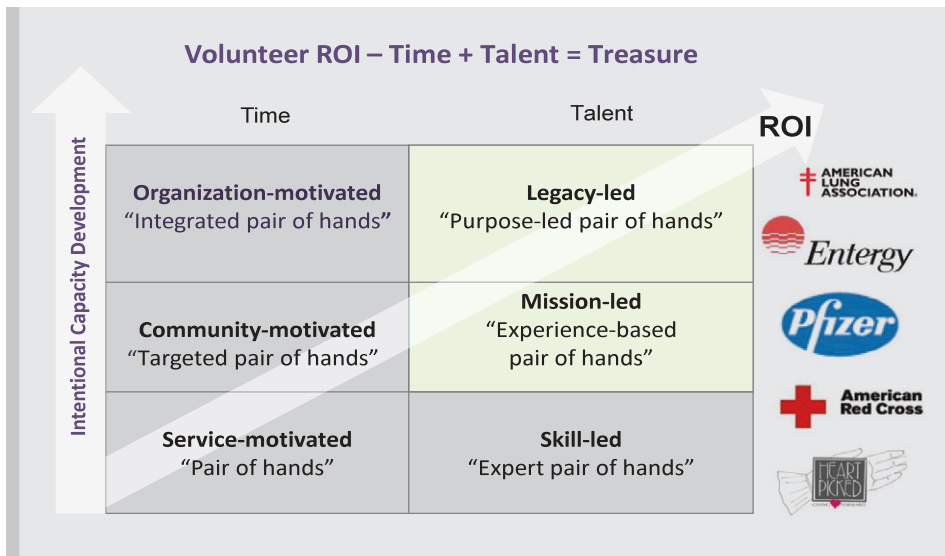 Volunteer ROI – Time + Talent = Treasure
Time
Talent
ROI
Intentional Capacity Development
Organization-motivated
“Integrated pair of hands”
Legacy-led
“Purpose-led pair of hands”
Community-motivated
“Targeted pair of hands”
Mission-led
“Experience-based
pair of hands”
Service-motivated
“Pair of hands”
Skill-led
“Expert pair of hands”
AMERICAN
LUNG
ASSOCIATION®
Entergy
Pfizer
American
Red Cross
HEART
PICKED